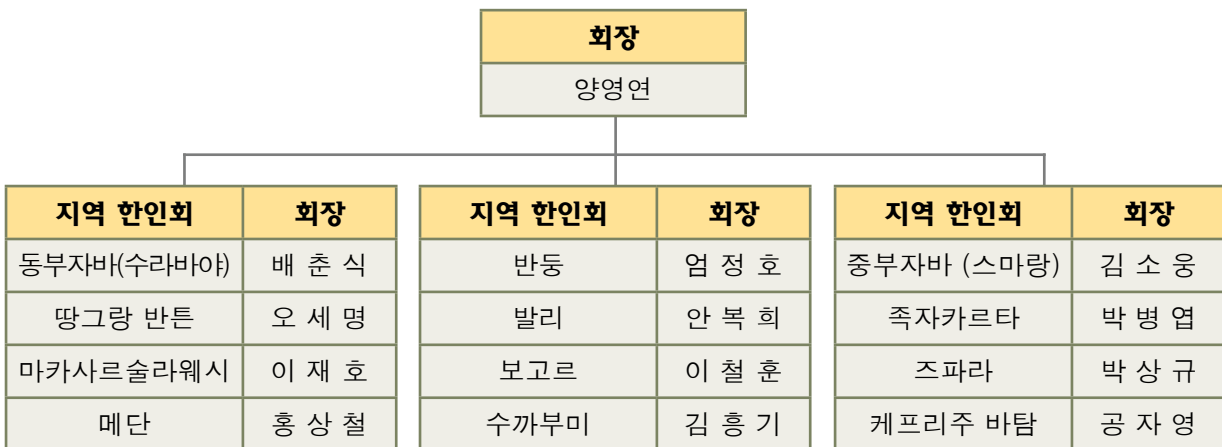 회장
양영연
지역 한인회 회장
동부자바(수라바야) 배 춘 식
땅그랑 반튼 오 세 명
마카사르술라웨시 이 재 호
메단 홍 상 철
지역 한인회 회장
반둥 엄 정 호
발리 안 복 희
보고르 이 철 훈
수까부미 김 흥 기
지역 한인회 회장
중부자바 (스마랑) 김 소 웅
족자카르타 박 병 엽
즈파라 박 상 규
케프리주 바탐 공 자 영